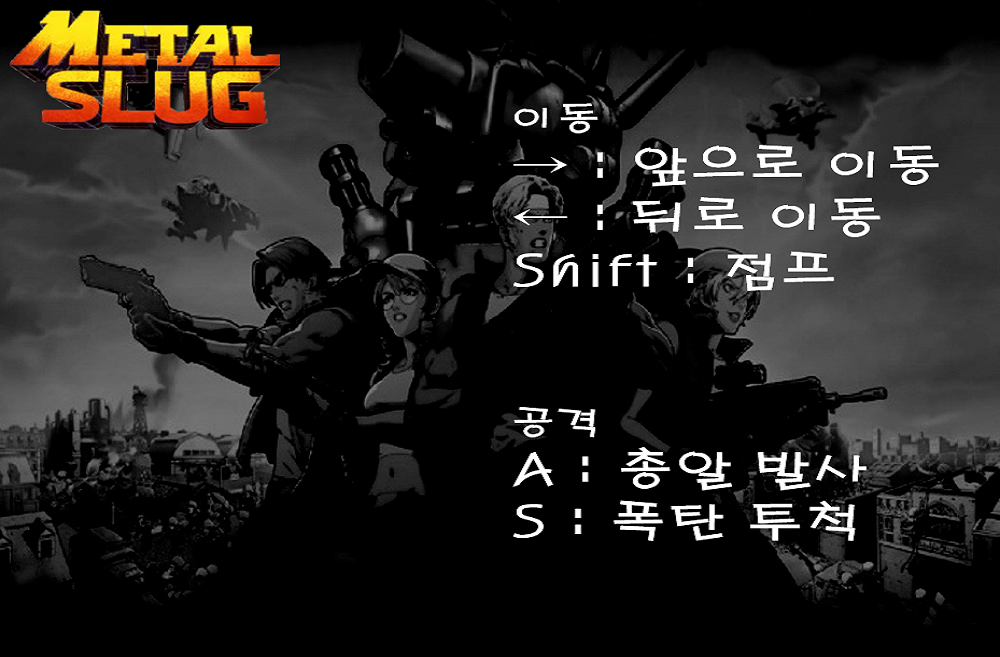 METAL
SLUG
이동
→ : 앞으로 이동
← : 뒤로 이동
Shift : 점프
공격
A : 총알 발사
S : 폭탄 투척